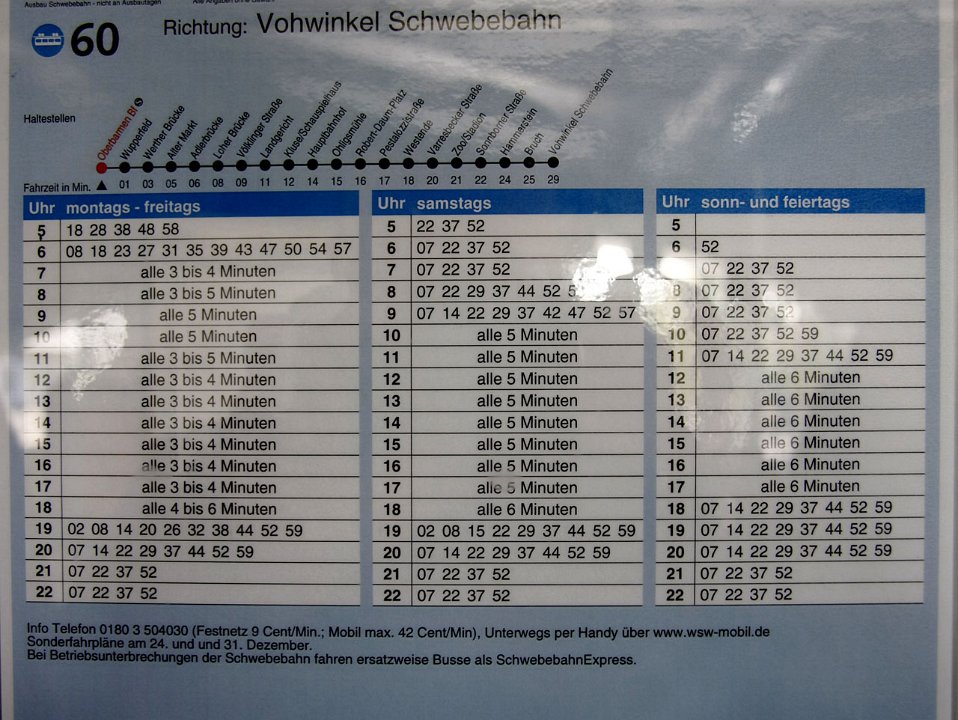 Ausbau Schwebebahn - nicht an Ausbautagen
60 Richtung: Vohwinkel Schwebebahn
Haltestellen
Oberbarmen Bf
Wupperfeld
Werther Brücke
Alter Markt
Adlerbrücke
Loher Brücke
Völklinger Straße
Landgericht
Kluse/Schauspielhaus
Hauptbahnhof
Ohligsmühle
Robert-Daum-Platz
Pestalozzistraße
Westende
Varresbecker Straße
Zoo/Stadion
Sonnborner Straße
Hammerstein
Bruch
Vohwinkel Schwebebahn
Fahrzeit in Min. 01 03 05 06 08 09 11 12 14 15 16 17 18 20 21 22 24 25 29
Uhr montags - freitags
5 18 28 38 48 58
6 08 18 23 27 31 35 39 43 47 50 54 57
7 alle 3 bis 4 Minuten
8 alle 3 bis 5 Minuten
9 alle 5 Minuten
10 alle 5 Minuten
11 alle 3 bis 5 Minuten
12 alle 3 bis 4 Minuten
13 alle 3 bis 4 Minuten
14 alle 3 bis 4 Minuten
15 alle 3 bis 4 Minuten
16 alle 3 bis 4 Minuten
17 alle 3 bis 4 Minuten
18 alle 4 bis 6 Minuten
19 02 08 14 20 26 32 38 44 52 59
20 07 14 22 29 37 44 52 59
21 07 22 37 52
22 07 22 37 52
Uhr samstags
5 22 37 52
6 07 22 37 52
7 07 22 37 52
8 07 22 29 37 44 52
9 07 14 22 29 37 42 47 52 57
10 alle 5 Minuten
11 alle 5 Minuten
12 alle 5 Minuten
13 alle 5 Minuten
14 alle 5 Minuten
15 alle 5 Minuten
16 alle 5 Minuten
17 alle 5 Minuten
18 alle 6 Minuten
19 02 08 15 22 29 37 44 52 59
20 07 14 22 29 37 44 52 59
21 07 22 37 52
22 07 22 37 52
Uhr sonn- und feiertags
5
6 52
07 22 37 52
8 07 22 37 52
9 07 22 37 52
10 07 22 37 52 59
11 07 14 22 29 37 44 52 59
12 alle 6 Minuten
13 alle 6 Minuten
14 alle 6 Minuten
15 alle 6 Minuten
16 alle 6 Minuten
17 alle 6 Minuten
18 07 14 22 29 37 44 52 59
19 07 14 22 29 37 44 52 59
20 07 14 22 29 37 44 52 59
21 07 22 37 52
22 07 22 37 52
Info Telefon 0180 3 504030 (Festnetz 9 Cent/Min.; Mobil max. 42 Cent/Min), Unterwegs per Handy über www.wsw-mobil.de
Sonderfahrpläne am 24. und und 31. Dezember.
Bei Betriebsunterbrechungen der Schwebebahn fahren ersatzweise Busse als SchwebebahnExpress.